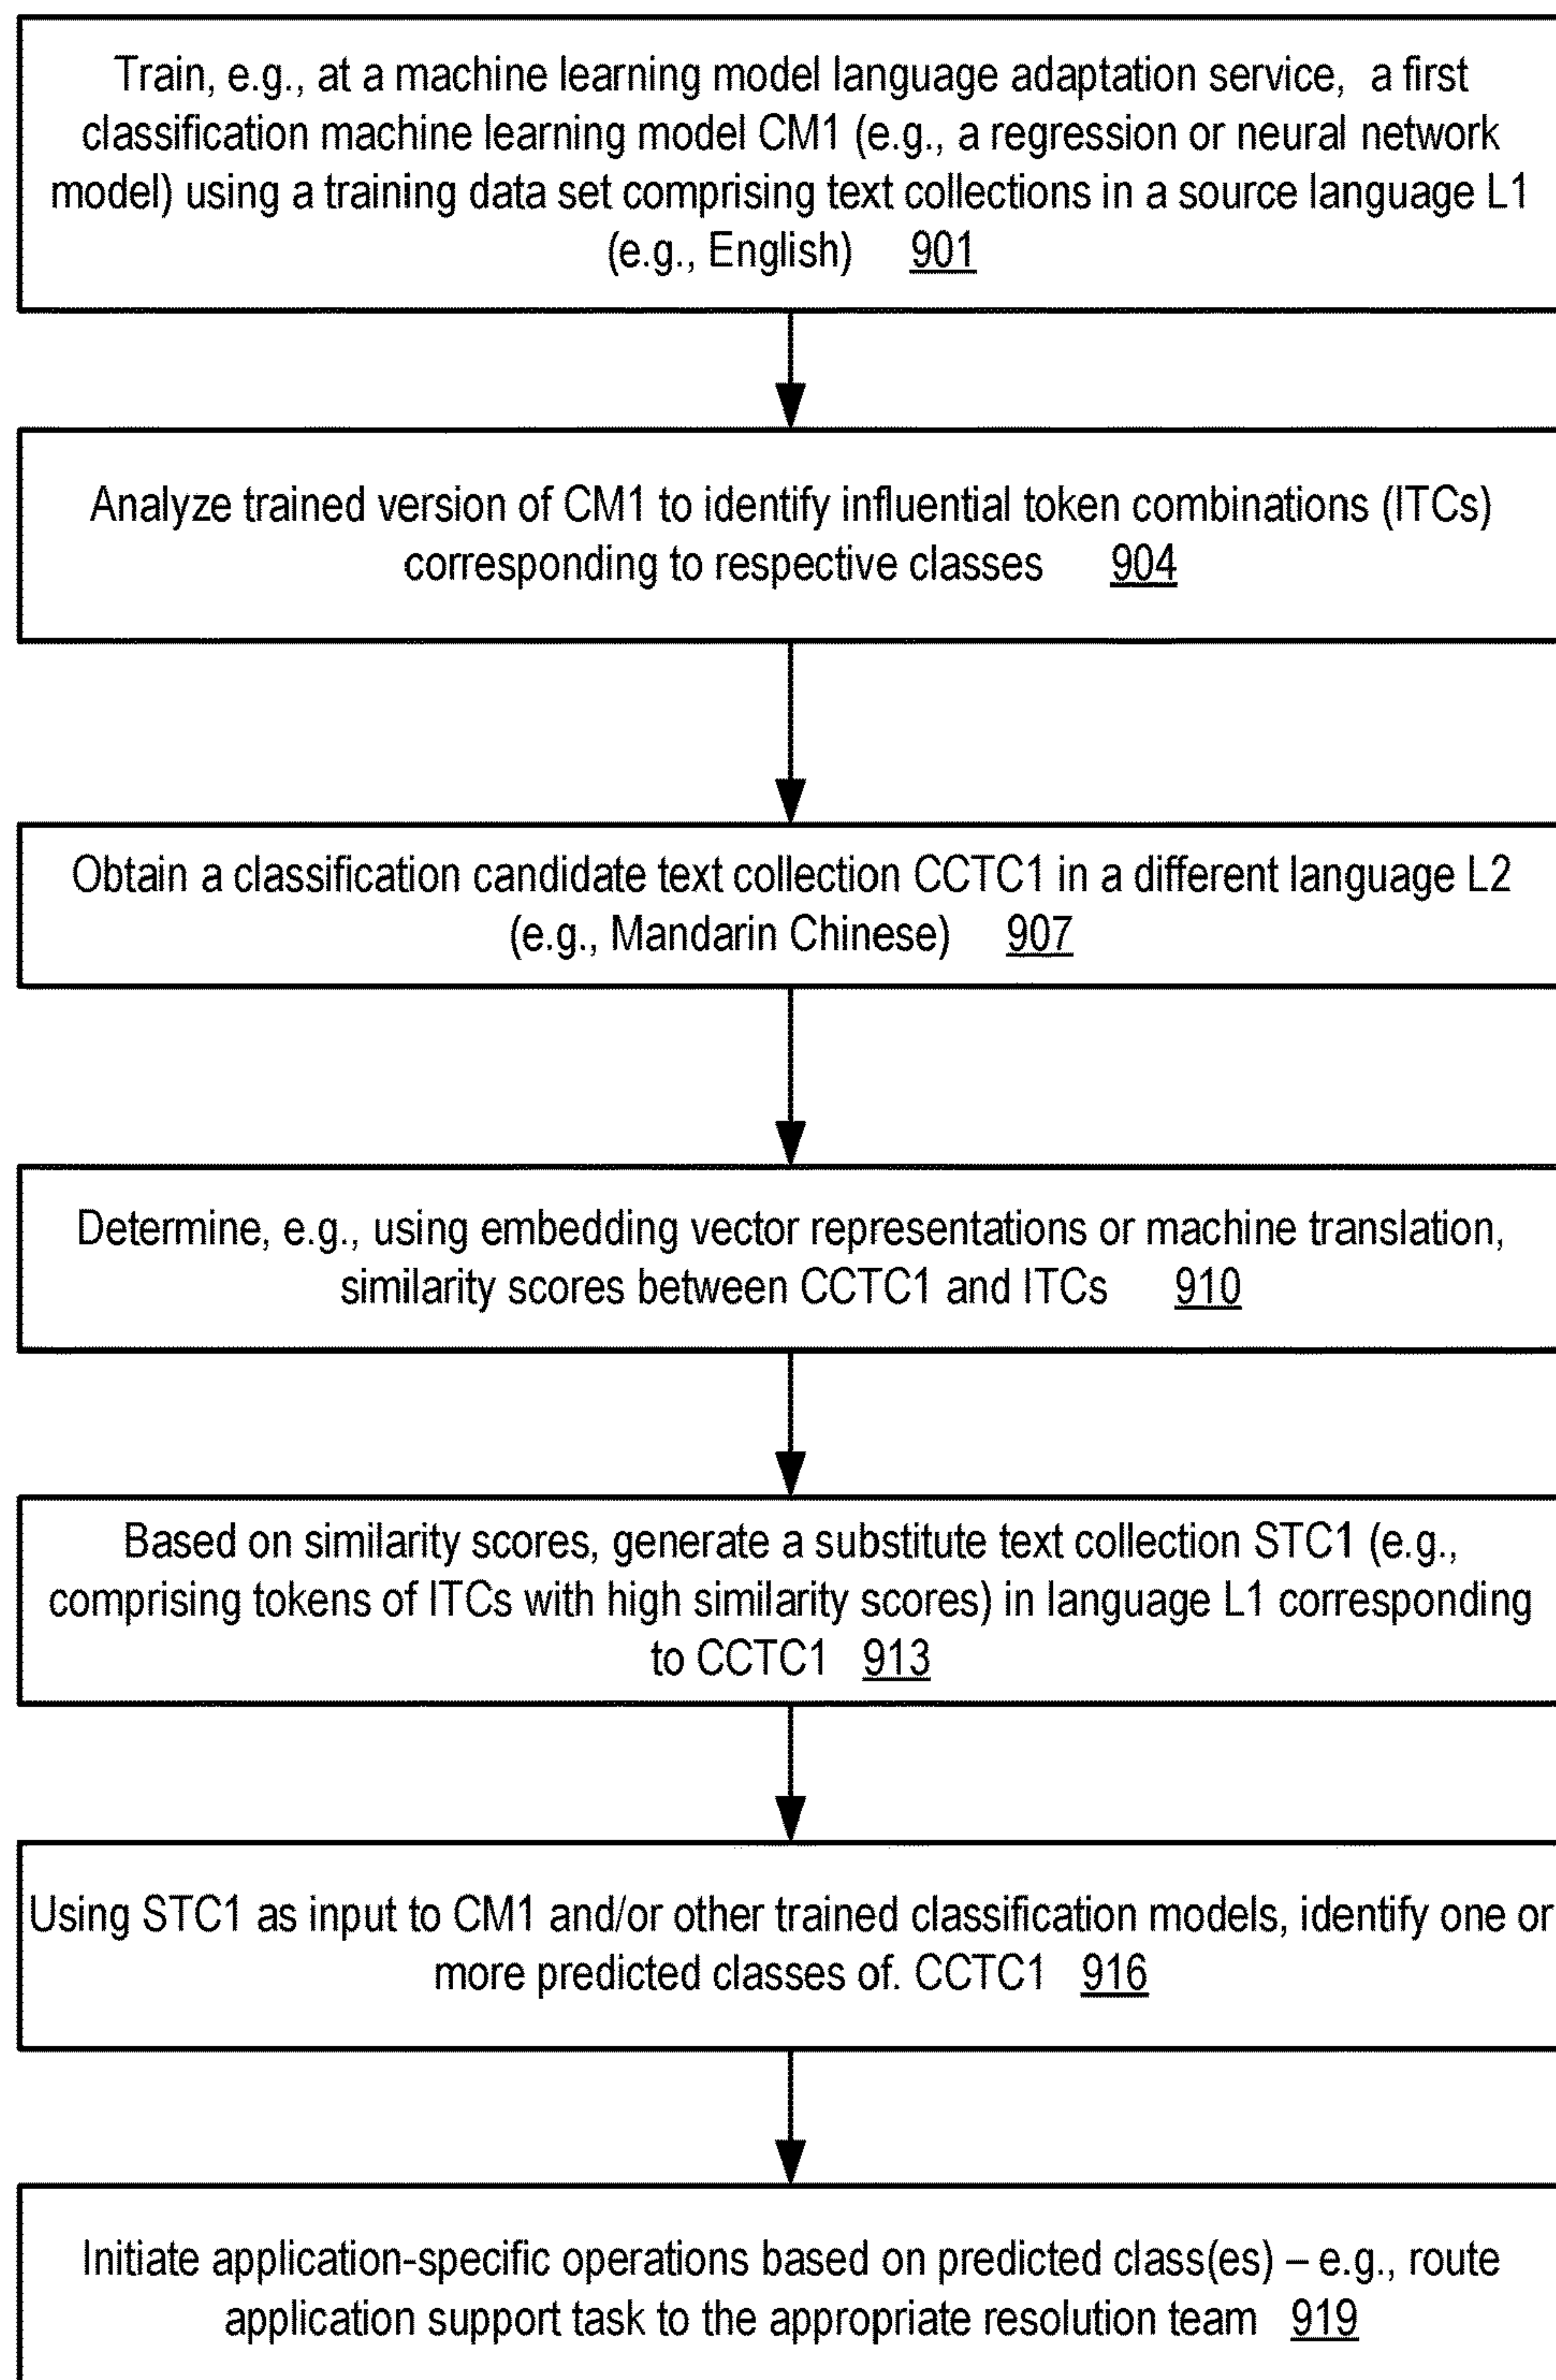 Train, e.g., at a machine learning model language adaptation service, a first
classification machine learning model CM1 (e.g., a regression or neural network
model) using a training data set comprising text collections in a source language L1
(e.g., English) 901
Analyze trained version of CM1 to identify influential token combinations (ITCs)
corresponding to respective classes 904
Obtain a classification candidate text collection CCTC1 in a different language L2
(e.g., Mandarin Chinese) 907
Determine, e.g., using embedding vector representations or machine translation,
similarity scores between CCTC1 and ITCs 910
Based on similarity scores, generate a substitute text collection STC1 (e.g.,
comprising tokens of ITCs with high similarity scores) in language L1 corresponding
to CCTC1 913
Using STC1 as input to CM1 and/or other trained classification models, identify one or
more predicted classes of. CCTC1 916
Initiate application-specific operations based on predicted class(es) – e.g., route
application support task to the appropriate resolution team 919